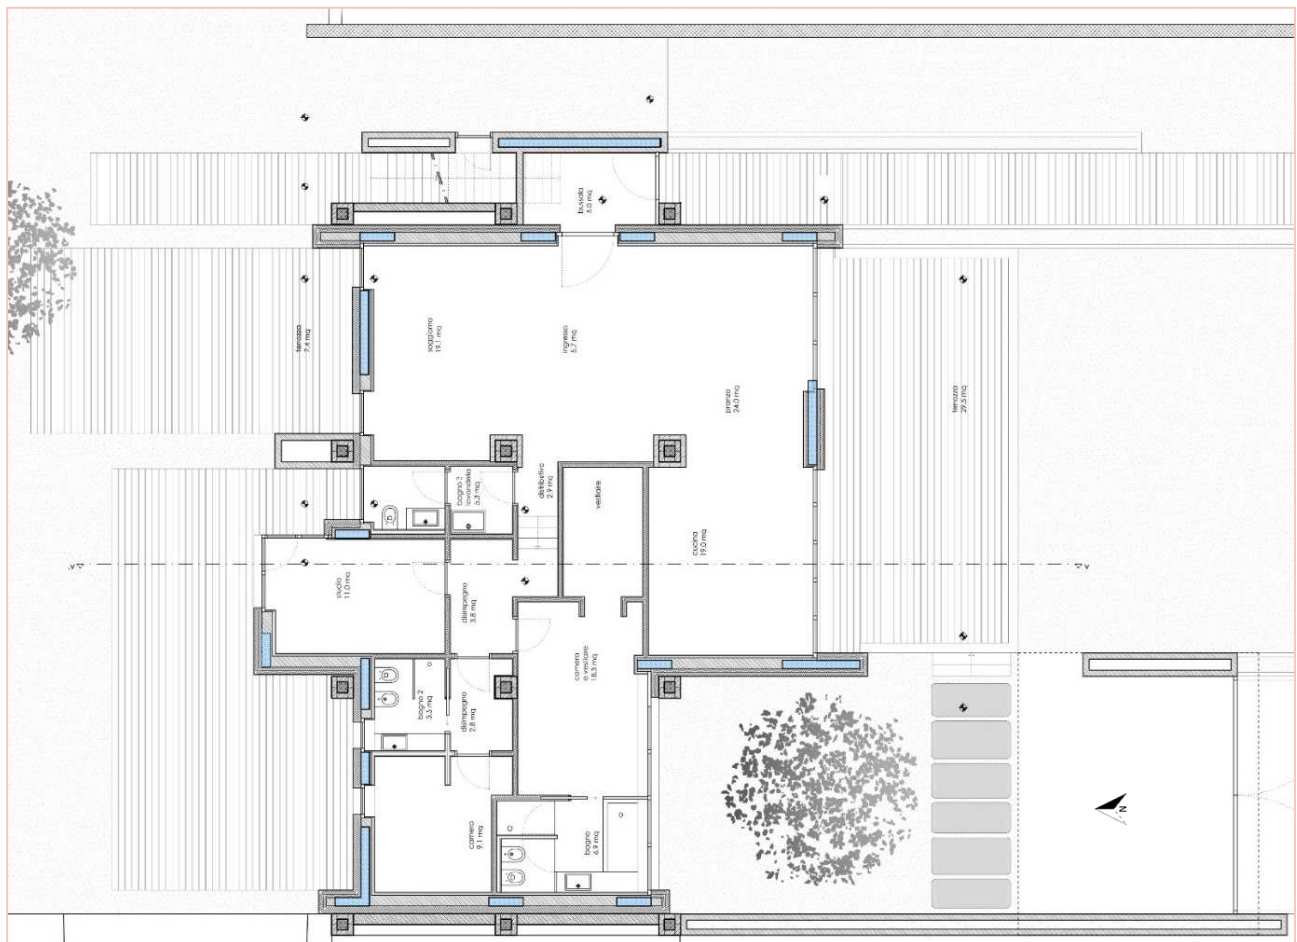 bussola
5.0 mq
terrazza
7.4 mq
soggiorno
19.1 mq
ingresso
5.7 mq
pranzo
24.0 mq
terrazza
29.5 mq
bagno 3
lavanderia
5.3 mq
distributivo
2.9 mq
vestiaire
cucina
19.0 mq
studio
11.0 mq
disimpegno
3.8 mq
camera
e vestiaire
18.3 mq
bagno 2
3.5 mq
disimpegno
2.8 mq
camera
9.1 mq
bagno
6.9 mq
N